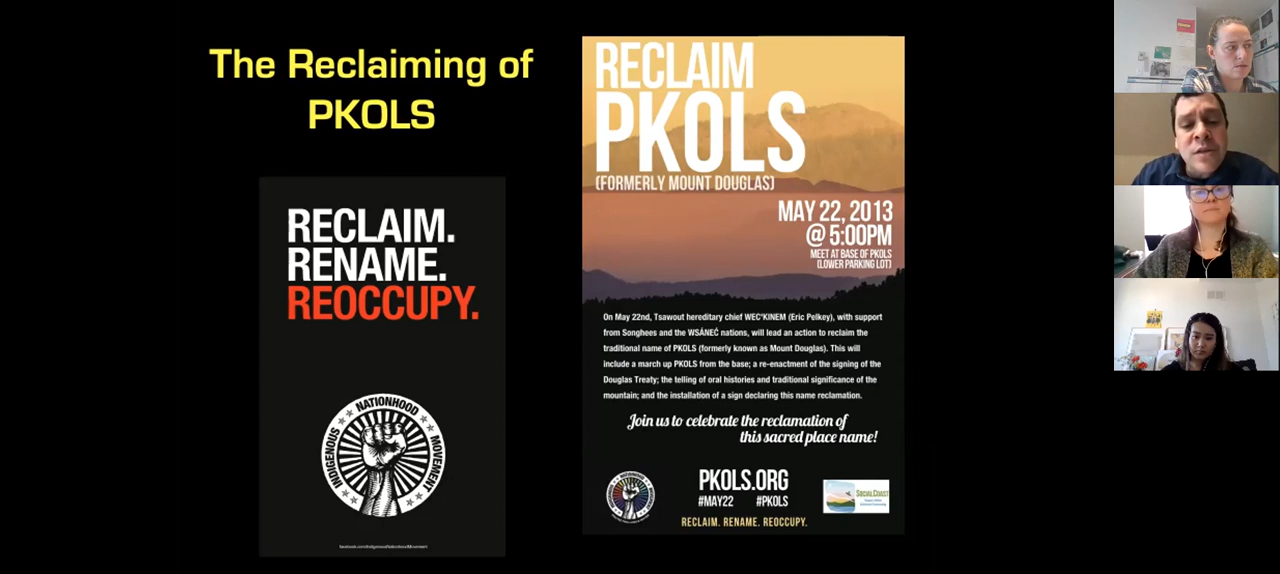 The Reclaiming of
PKOLS
RECLAIM.
RENAME.
REOCCUPY.
INDIGENOUS NATIONHOOD MOVEMENT
facebook.com/IndigenousNationhoodMovement
RECLAIM
PKOLS
(FORMERLY MOUNT DOUGLAS)
MAY 22, 2013
@ 5:00PM
MEET AT BASE OF PKOLS
(LOWER PARKING LOT)
On May 22nd, Tsawout hereditary chief WEC'KINEM (Eric Pelkey), with support
from Songhees and the WSÁNEĆ nations, will lead an action to reclaim the
traditional name of PKOLS (formerly known as Mount Douglas). This will
include a march up PKOLS from the base; a re-enactment of the signing of the
Douglas Treaty; the telling of oral histories and traditional significance of the
mountain; and the installation of a sign declaring this name reclamation.
Join us to celebrate the reclamation of
this sacred place name!
PKOLS.ORG
#MAY22 #PKOLS
RECLAIM. RENAME. REOCCUPY.
SOCIALCOAST